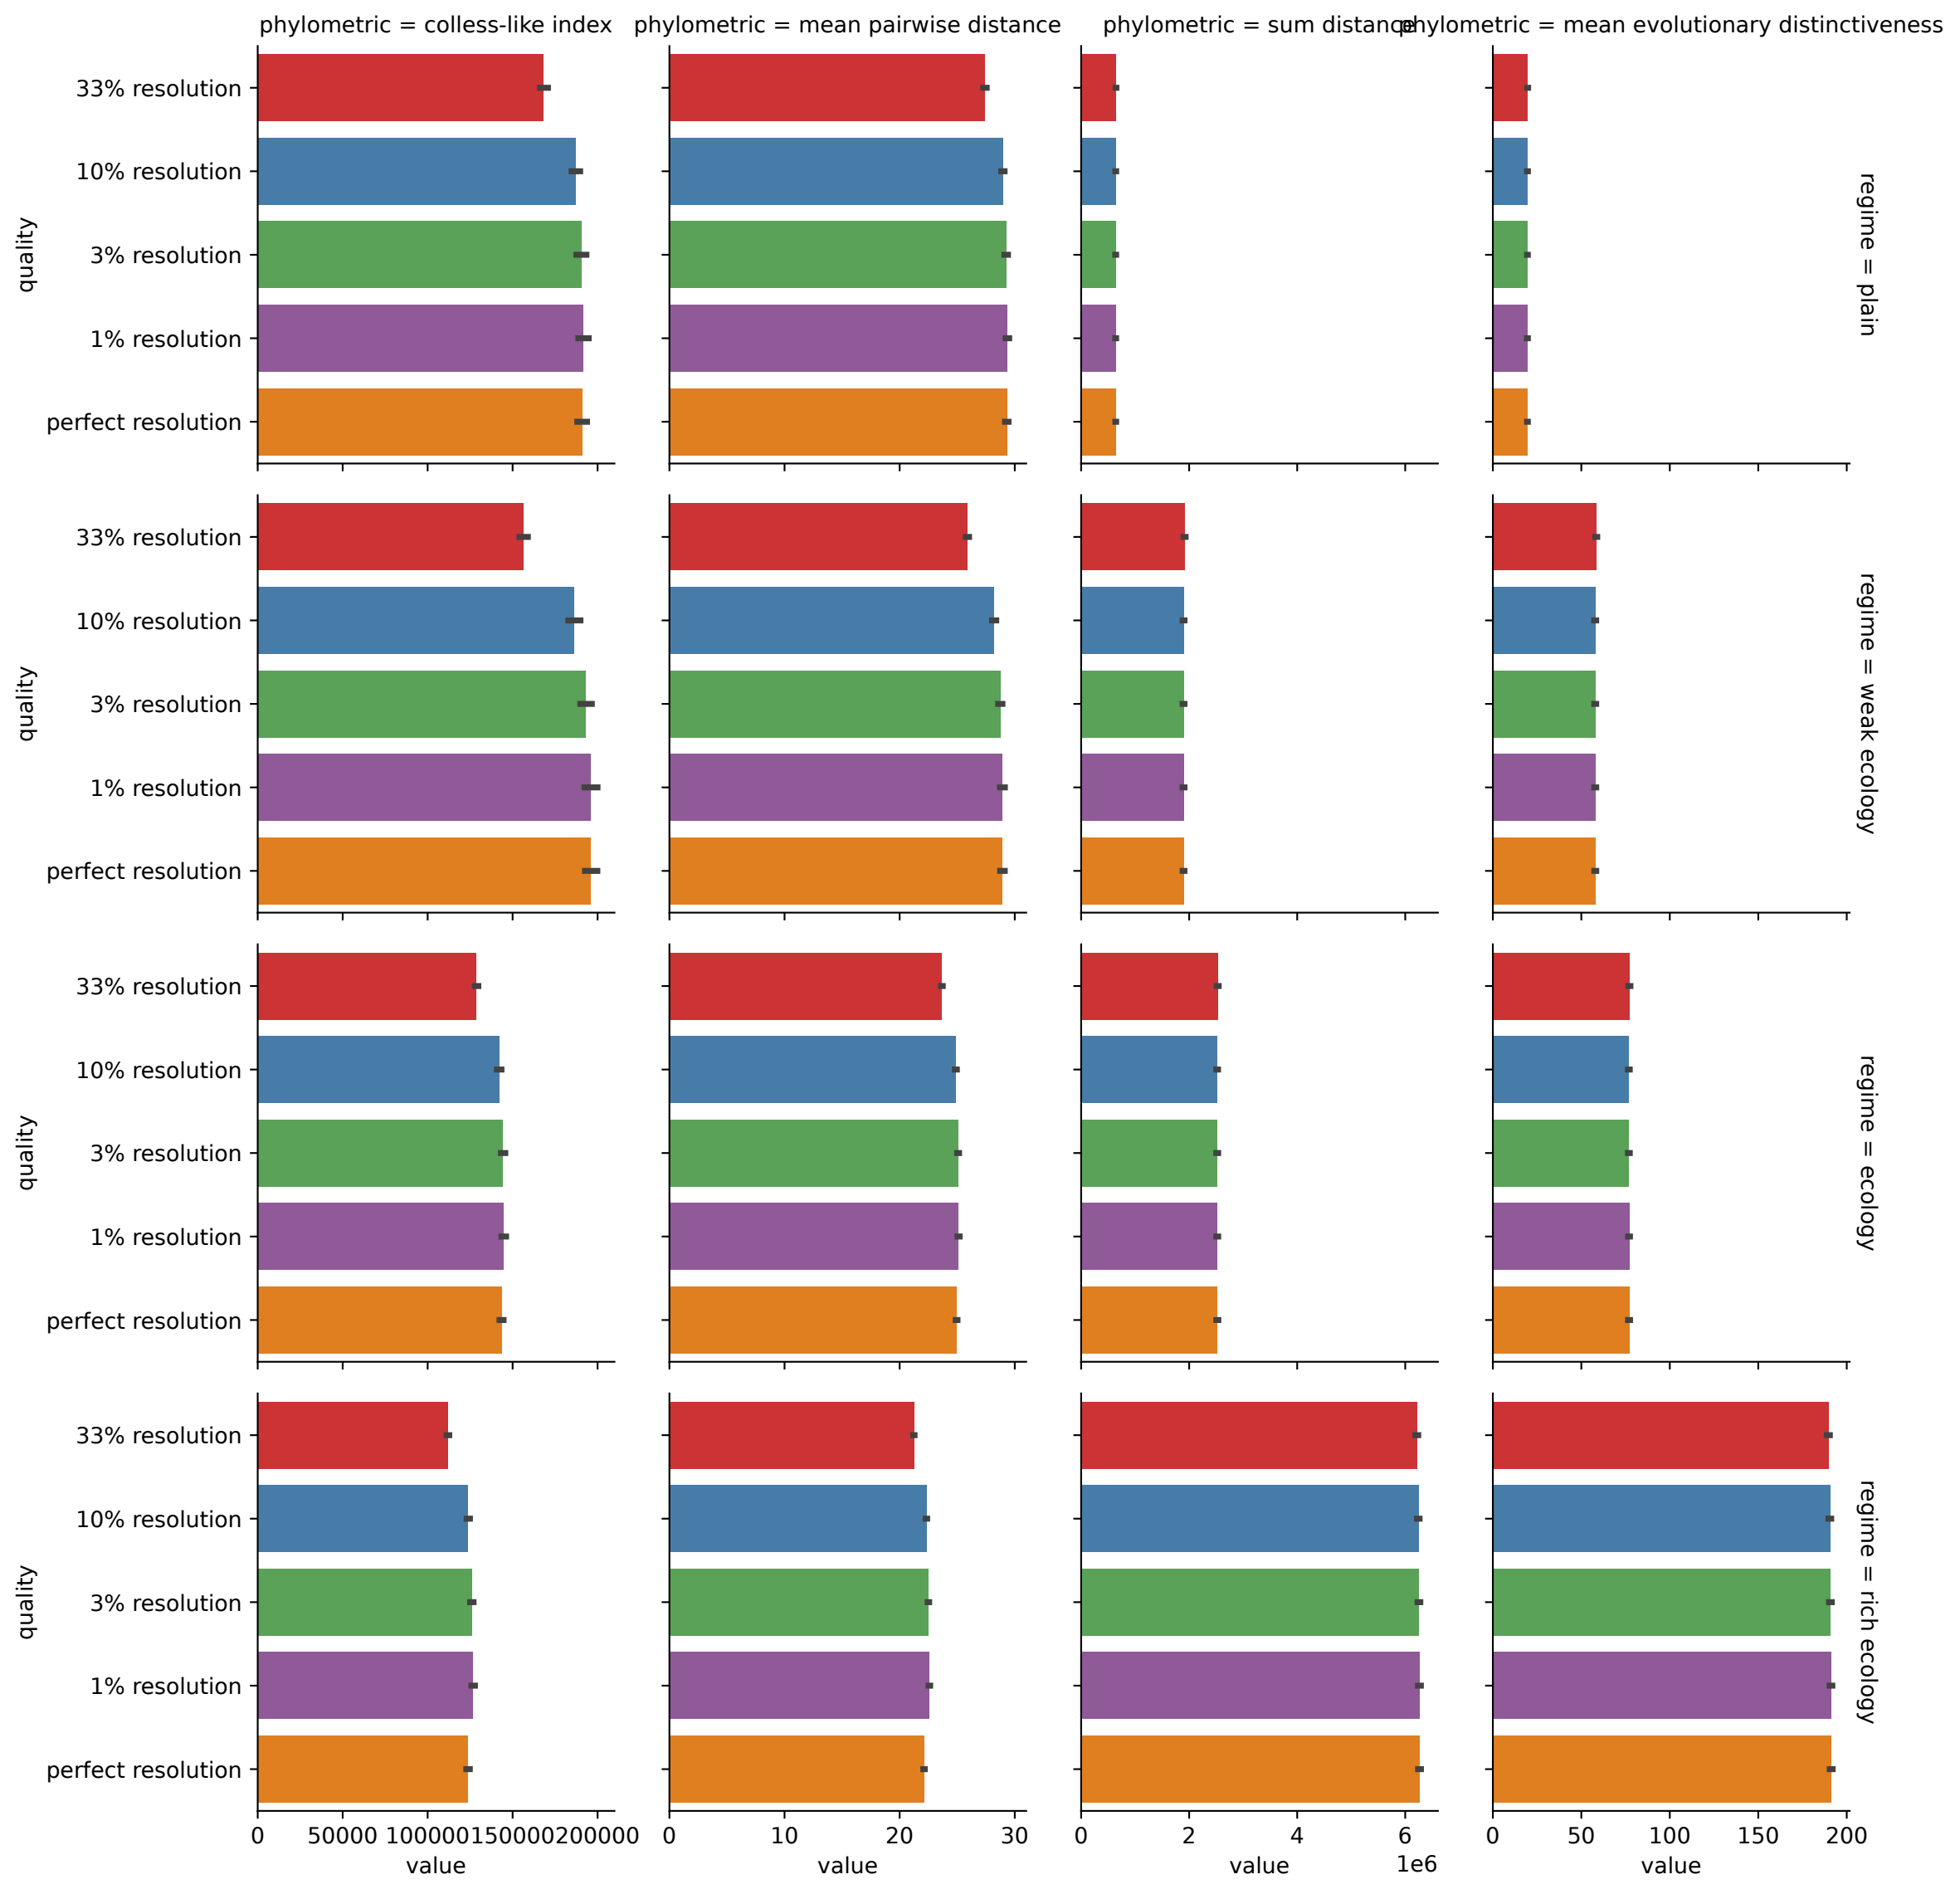 phylometric = colless-like index
phylometric = mean pairwise distance
phylometric = sum distance
phylometric = mean evolutionary distinctiveness
quality
33% resolution
10% resolution
3% resolution
1% resolution
perfect resolution
regime = plain
quality
33% resolution
10% resolution
3% resolution
1% resolution
perfect resolution
regime = weak ecology
quality
33% resolution
10% resolution
3% resolution
1% resolution
perfect resolution
regime = ecology
quality
33% resolution
10% resolution
3% resolution
1% resolution
perfect resolution
regime = rich ecology
0 50000 100000 150000 200000
value
0 10 20 30
value
0 2 4 6
1e6
value
0 50 100 150 200
value